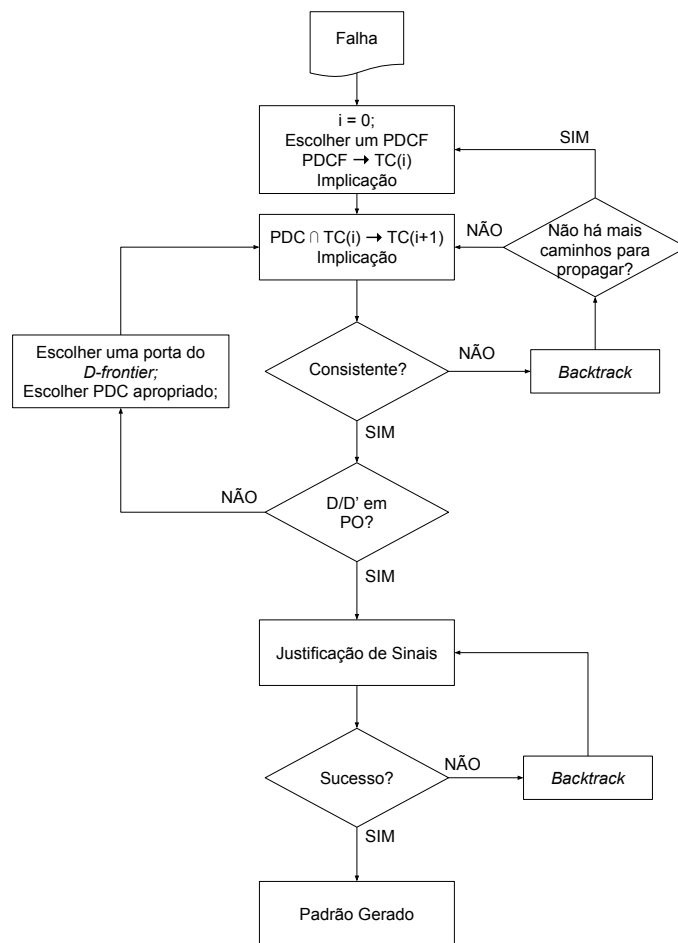 Falha
i = 0;
Escolher um PDCF
PDCF → TC(i)
Implicação
SIM
PDC ∩ TC(i) → TC(i+1)
Implicação
NÃO
Não há mais
caminhos para
propagar?
Escolher uma porta do
D-frontier;
Escolher PDC apropriado;
Consistente?
NÃO
Backtrack
SIM
NÃO
D/D' em
PO?
SIM
Justificação de Sinais
Sucesso?
NÃO
Backtrack
SIM
Padrão Gerado